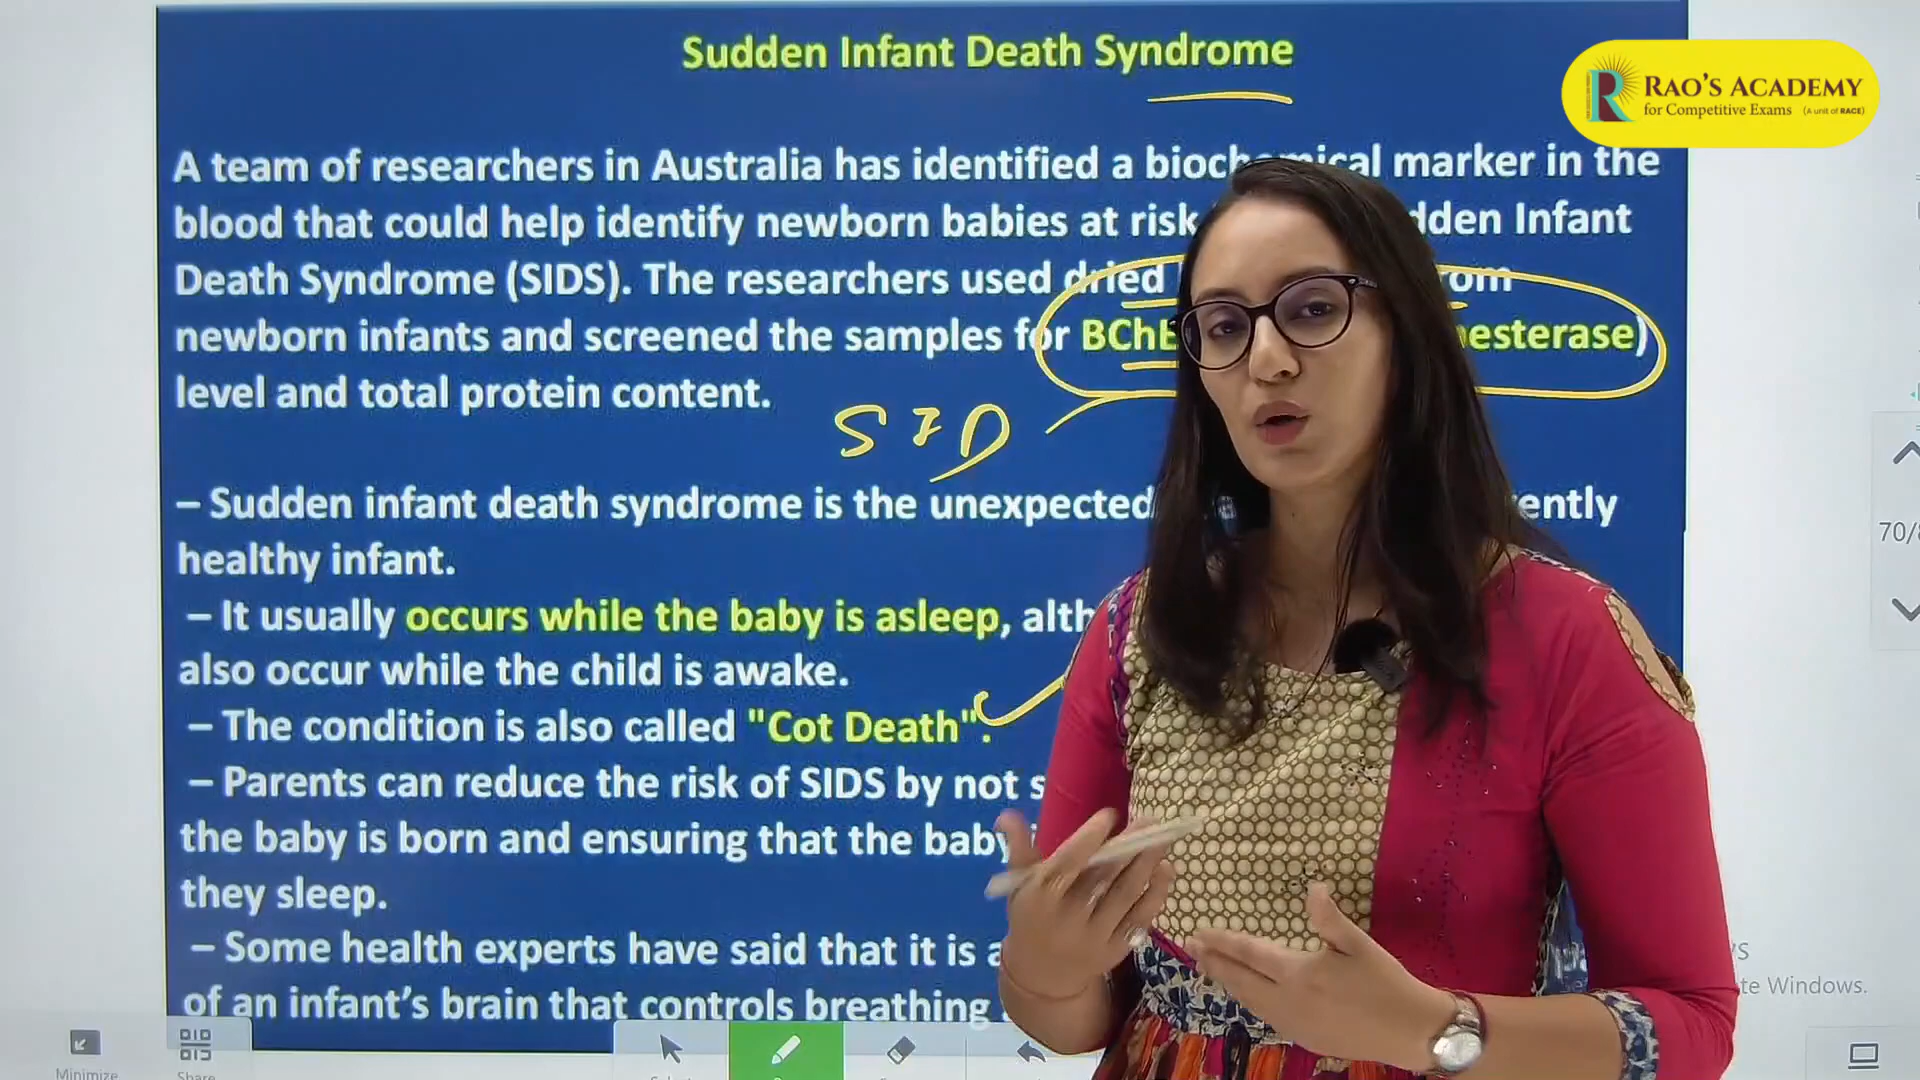 Sudden Infant Death Syndrome
RAO'S ACADEMY
for Competitive Exams (A unit of RACE)
A team of researchers in Australia has identified a biochemical marker in the
blood that could help identify newborn babies at risk dden Infant
Death Syndrome (SIDS). The researchers used dried rom
newborn infants and screened the samples for BChE nesterase)
level and total protein content.
SID
– Sudden infant death syndrome is the unexpected ently
healthy infant.
– It usually occurs while the baby is asleep, alth
also occur while the child is awake.
– The condition is also called "Cot Death".
– Parents can reduce the risk of SIDS by not s
the baby is born and ensuring that the baby
they sleep.
– Some health experts have said that it is a
of an infant's brain that controls breathing
70/8
te Windows.
Minimize
Share